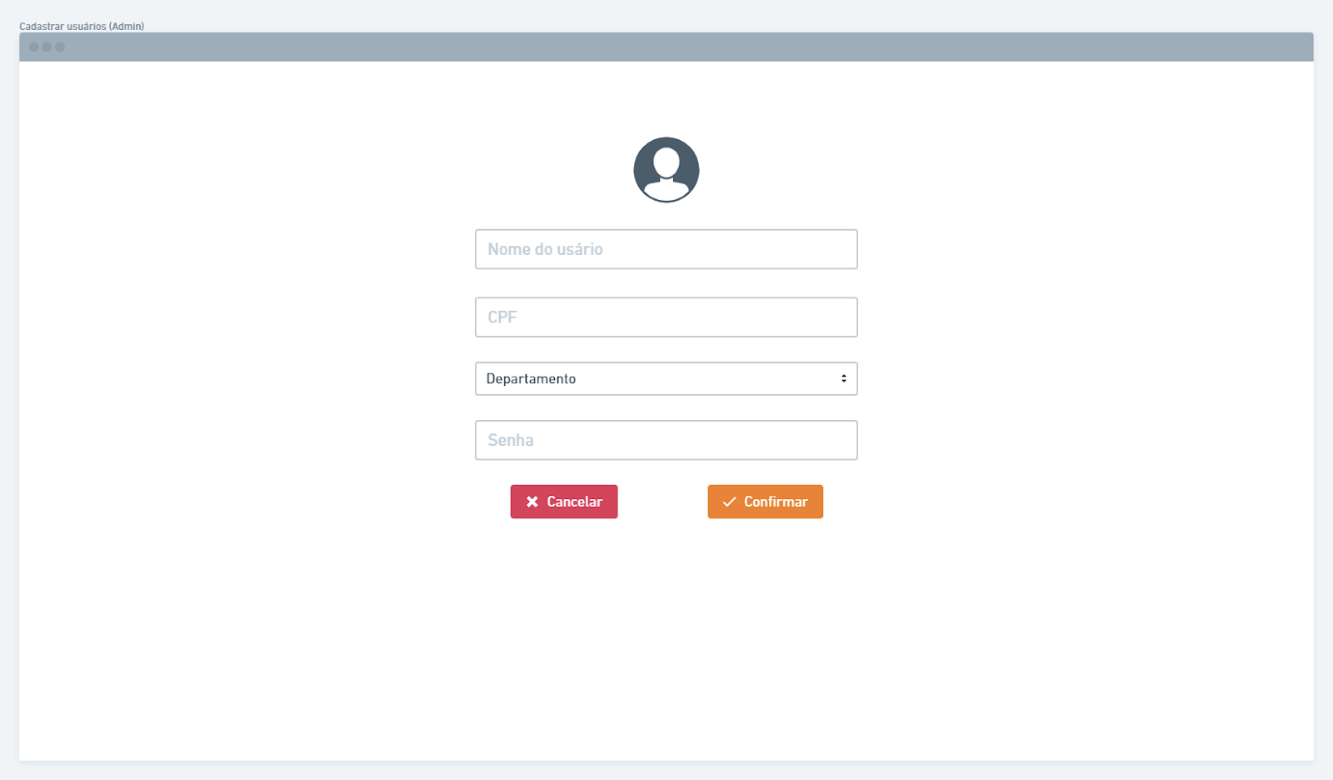 Cadastrar usuários (Admin)
Nome do usário
CPF
Departamento
Senha
Cancelar
Confirmar